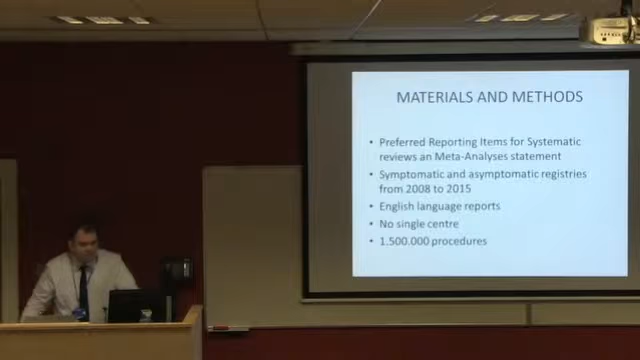 MATERIALS AND METHODS
• Preferred Reporting Items for Systematic
reviews an Meta-Analyses statement
• Symptomatic and asymptomatic registries
from 2008 to 2015
• English language reports
• No single centre
• 1.500.000 procedures